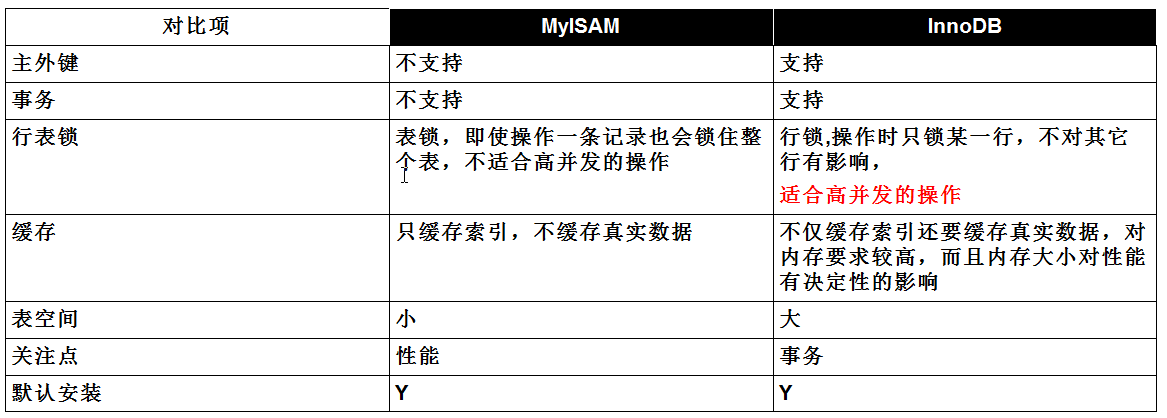 对比项 MyISAM InnoDB
主外键 不支持 支持
事务 不支持 支持
行表锁 表锁，即使操作一条记录也会锁住整 行锁,操作时只锁某一行，不对其它
个表，不适合高并发的操作 行有影响，
适合高并发的操作
缓存 只缓存索引，不缓存真实数据 不仅缓存索引还要缓存真实数据，对
内存要求较高，而且内存大小对性能
有决定性的影响
表空间 小 大
关注点 性能 事务
默认安装 Y Y